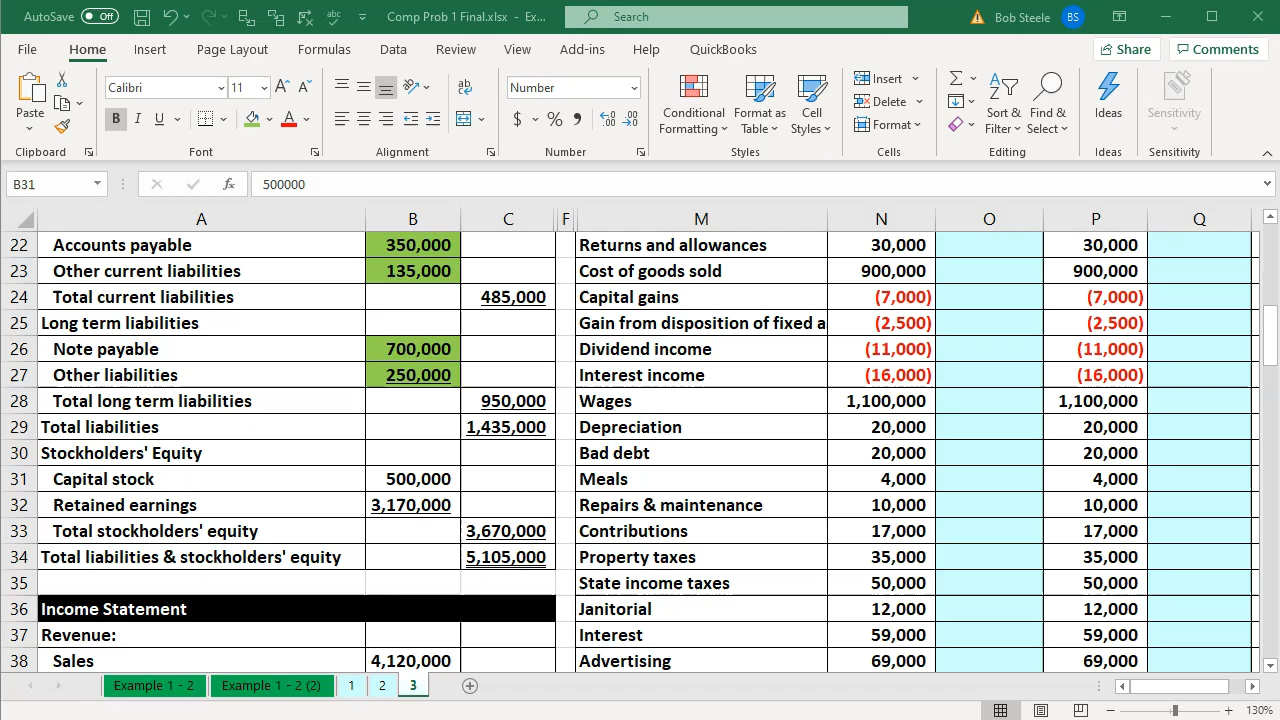 AutoSave Off Comp Prob 1 Final.xlsx - Ex... Search Bob Steele BS
File Home Insert Page Layout Formulas Data Review View Add-ins Help QuickBooks Share Comments
Paste Calibri 11 Number Conditional Formatting Format as Table Cell Styles Insert Delete Format Sort & Filter Find & Select Ideas Sensitivity
Clipboard Font Alignment Number Styles Cells Editing Ideas Sensitivity
B31 fx 500000
A B C F M N O P Q
22 Accounts payable 350,000 Returns and allowances 30,000 30,000
23 Other current liabilities 135,000 Cost of goods sold 900,000 900,000
24 Total current liabilities 485,000 Capital gains (7,000) (7,000)
25 Long term liabilities Gain from disposition of fixed a (2,500) (2,500)
26 Note payable 700,000 Dividend income (11,000) (11,000)
27 Other liabilities 250,000 Interest income (16,000) (16,000)
28 Total long term liabilities 950,000 Wages 1,100,000 1,100,000
29 Total liabilities 1,435,000 Depreciation 20,000 20,000
30 Stockholders' Equity Bad debt 20,000 20,000
31 Capital stock 500,000 Meals 4,000 4,000
32 Retained earnings 3,170,000 Repairs & maintenance 10,000 10,000
33 Total stockholders' equity 3,670,000 Contributions 17,000 17,000
34 Total liabilities & stockholders' equity 5,105,000 Property taxes 35,000 35,000
35 State income taxes 50,000 50,000
36 Income Statement Janitorial 12,000 12,000
37 Revenue: Interest 59,000 59,000
38 Sales 4,120,000 Advertising 69,000 69,000
Example 1 - 2 Example 1 - 2 (2) 1 2 3
130%